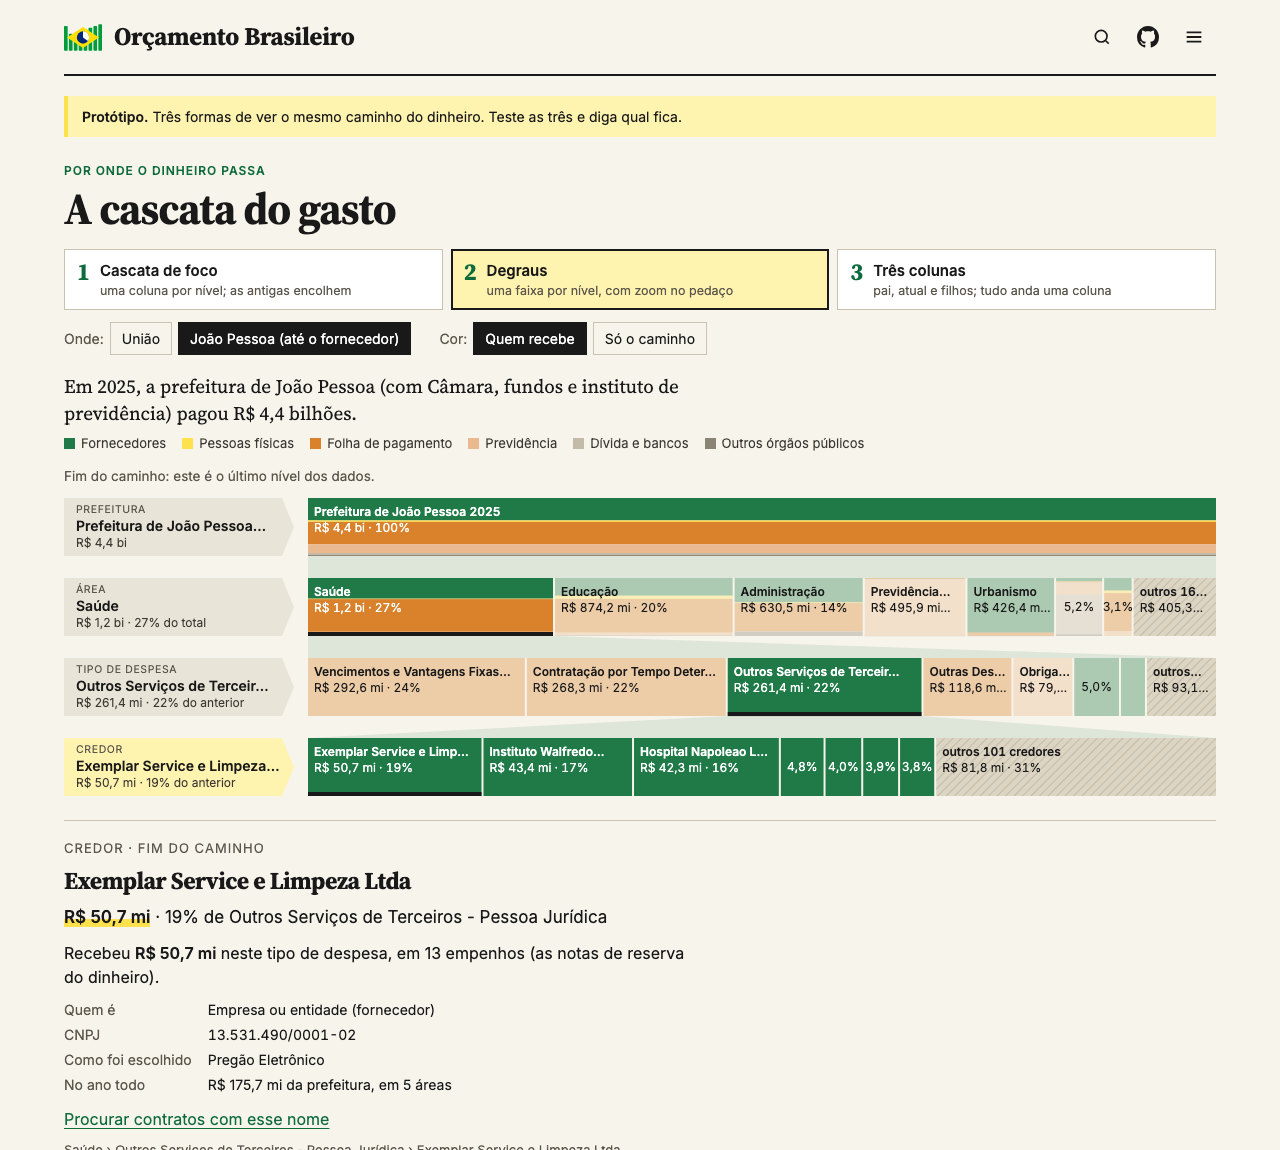 Orçamento Brasileiro
Protótipo. Três formas de ver o mesmo caminho do dinheiro. Teste as três e diga qual fica.
POR ONDE O DINHEIRO PASSA
A cascata do gasto
1 Cascata de foco
uma coluna por nível; as antigas encolhem
2 Degraus
uma faixa por nível, com zoom no pedaço
3 Três colunas
pai, atual e filhos; tudo anda uma coluna
Onde: União João Pessoa (até o fornecedor) Cor: Quem recebe Só o caminho
Em 2025, a prefeitura de João Pessoa (com Câmara, fundos e instituto de
previdência) pagou R$ 4,4 bilhões.
Fornecedores Pessoas físicas Folha de pagamento Previdência Dívida e bancos Outros órgãos públicos
Fim do caminho: este é o último nível dos dados.
PREFEITURA
Prefeitura de João Pessoa...
R$ 4,4 bi
Prefeitura de João Pessoa 2025
R$ 4,4 bi · 100%
ÁREA
Saúde
R$ 1,2 bi · 27% do total
Saúde
R$ 1,2 bi · 27%
Educação
R$ 874,2 mi · 20%
Administração
R$ 630,5 mi · 14%
Previdência...
R$ 495,9 mi...
Urbanismo
R$ 426,4 m...
5,2%
3,1%
outros 16...
R$ 405,3...
TIPO DE DESPESA
Outros Serviços de Terceir...
R$ 261,4 mi · 22% do anterior
Vencimentos e Vantagens Fixas...
R$ 292,6 mi · 24%
Contratação por Tempo Deter...
R$ 268,3 mi · 22%
Outros Serviços de Terceir...
R$ 261,4 mi · 22%
Outras Des...
R$ 118,6 m...
Obriga...
R$ 79,...
5,0%
outros...
R$ 93,1...
CREDOR
Exemplar Service e Limpeza...
R$ 50,7 mi · 19% do anterior
Exemplar Service e Limp...
R$ 50,7 mi · 19%
Instituto Walfredo...
R$ 43,4 mi · 17%
Hospital Napoleao L...
R$ 42,3 mi · 16%
4,8%
4,0%
3,9%
3,8%
outros 101 credores
R$ 81,8 mi · 31%
CREDOR · FIM DO CAMINHO
Exemplar Service e Limpeza Ltda
R$ 50,7 mi · 19% de Outros Serviços de Terceiros - Pessoa Jurídica
Recebeu R$ 50,7 mi neste tipo de despesa, em 13 empenhos (as notas de reserva
do dinheiro).
Quem é Empresa ou entidade (fornecedor)
CNPJ 13.531.490/0001-02
Como foi escolhido Pregão Eletrônico
No ano todo R$ 175,7 mi da prefeitura, em 5 áreas
Procurar contratos com esse nome
Saúde › Outros Serviços de Terceiros - Pessoa Jurídica › Exemplar Service e Limpeza Ltda